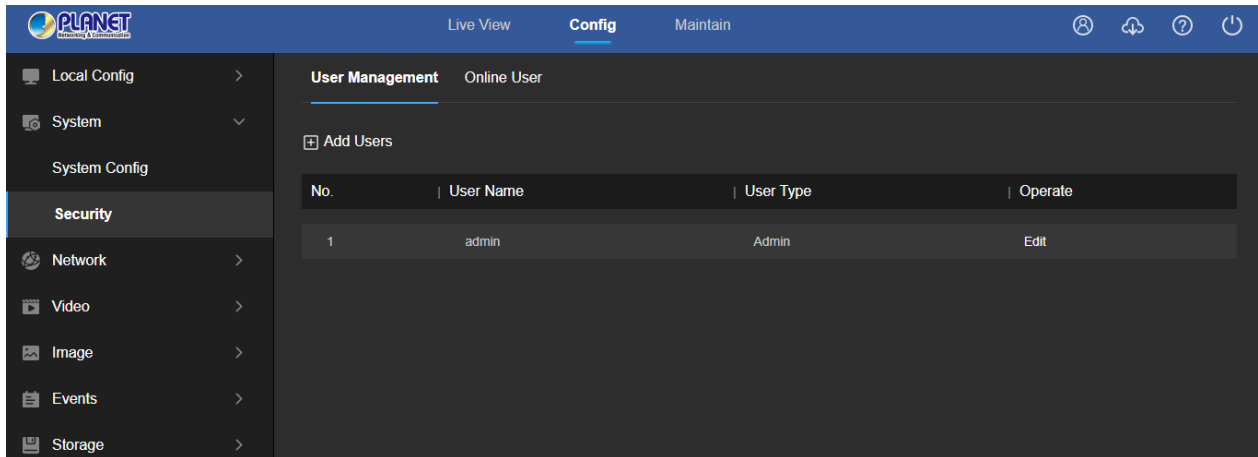 PLANET
Networking & Communication
Live View Config Maintain
Local Config
System
System Config
Security
Network
Video
Image
Events
Storage
User Management Online User
Add Users
No. User Name User Type Operate
1 admin Admin Edit